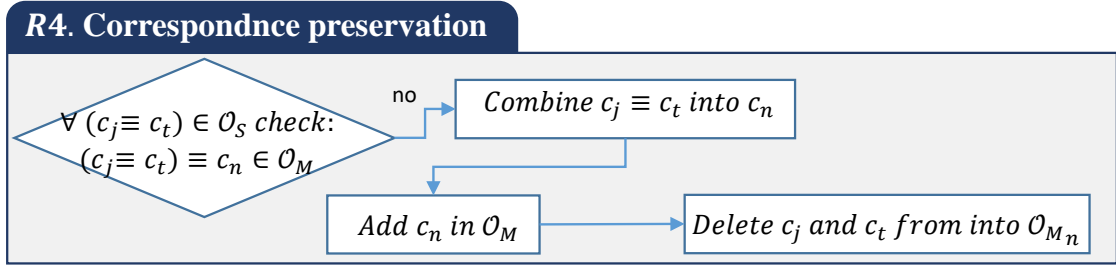 R4. Correspondnce preservation
∀ (c_j ≡ c_t) ∈ 𝒪_S check:
(c_j ≡ c_t) ≡ c_n ∈ 𝒪_M
no
Combine c_j ≡ c_t into c_n
Add c_n in 𝒪_M
Delete c_j and c_t from into 𝒪_{M_n}